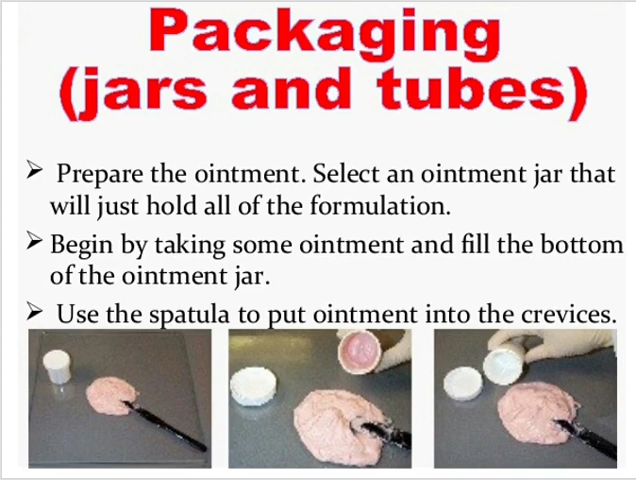 Packaging
(jars and tubes)
➢ Prepare the ointment. Select an ointment jar that
will just hold all of the formulation.
➢ Begin by taking some ointment and fill the bottom
of the ointment jar.
➢ Use the spatula to put ointment into the crevices.